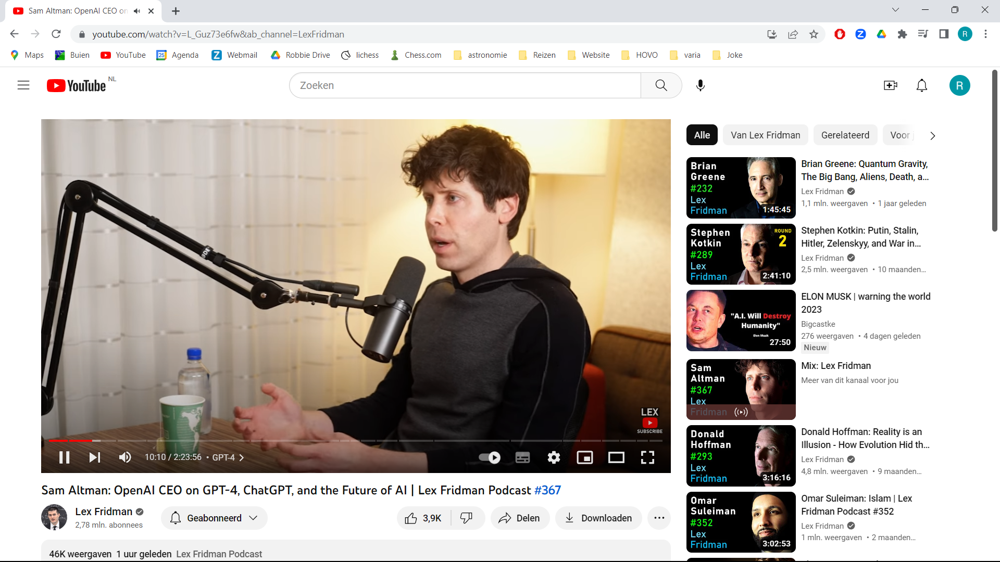 Sam Altman: OpenAI CEO on
youtube.com/watch?v=L_Guz73e6fw&ab_channel=LexFridman
R
Maps
Buien
YouTube
25
Agenda
Z
Webmail
Robbie Drive
lichess
Chess.com
astronomie
Reizen
Website
HOVO
varia
Joke
YouTube NL
Zoeken
R
LEX
SUBSCRIBE
10:10 / 2:23:56 • GPT-4
Sam Altman: OpenAI CEO on GPT-4, ChatGPT, and the Future of AI | Lex Fridman Podcast #367
Lex Fridman
2,78 mln. abonnees
Geabonneerd
3,9K
Delen
Downloaden
46K weergaven 1 uur geleden Lex Fridman Podcast
Alle
Van Lex Fridman
Gerelateerd
Voor j
Brian
Greene
#232
Lex
Fridman
1:45:45
Brian Greene: Quantum Gravity,
The Big Bang, Aliens, Death, a...
Lex Fridman
1,1 mln. weergaven • 1 jaar geleden
Stephen
Kotkin
#289
Lex
Fridman
ROUND
2
2:41:10
Stephen Kotkin: Putin, Stalin,
Hitler, Zelenskyy, and War in...
Lex Fridman
2,5 mln. weergaven • 10 maanden...
"A.I. Will Destroy
Humanity"
Elon Musk
27:50
ELON MUSK | warning the world
2023
Bigcastke
276 weergaven • 4 dagen geleden
Nieuw
Sam
Altman
#367
Lex
Fridman
Mix: Lex Fridman
Meer van dit kanaal voor jou
Donald
Hoffman
#293
Lex
Fridman
3:16:16
Donald Hoffman: Reality is an
Illusion - How Evolution Hid th...
Lex Fridman
4,8 mln. weergaven • 9 maanden...
Omar
Suleiman
#352
Lex
Fridman
3:02:53
Omar Suleiman: Islam | Lex
Fridman Podcast #352
Lex Fridman
1 mln. weergaven • 2 maanden...